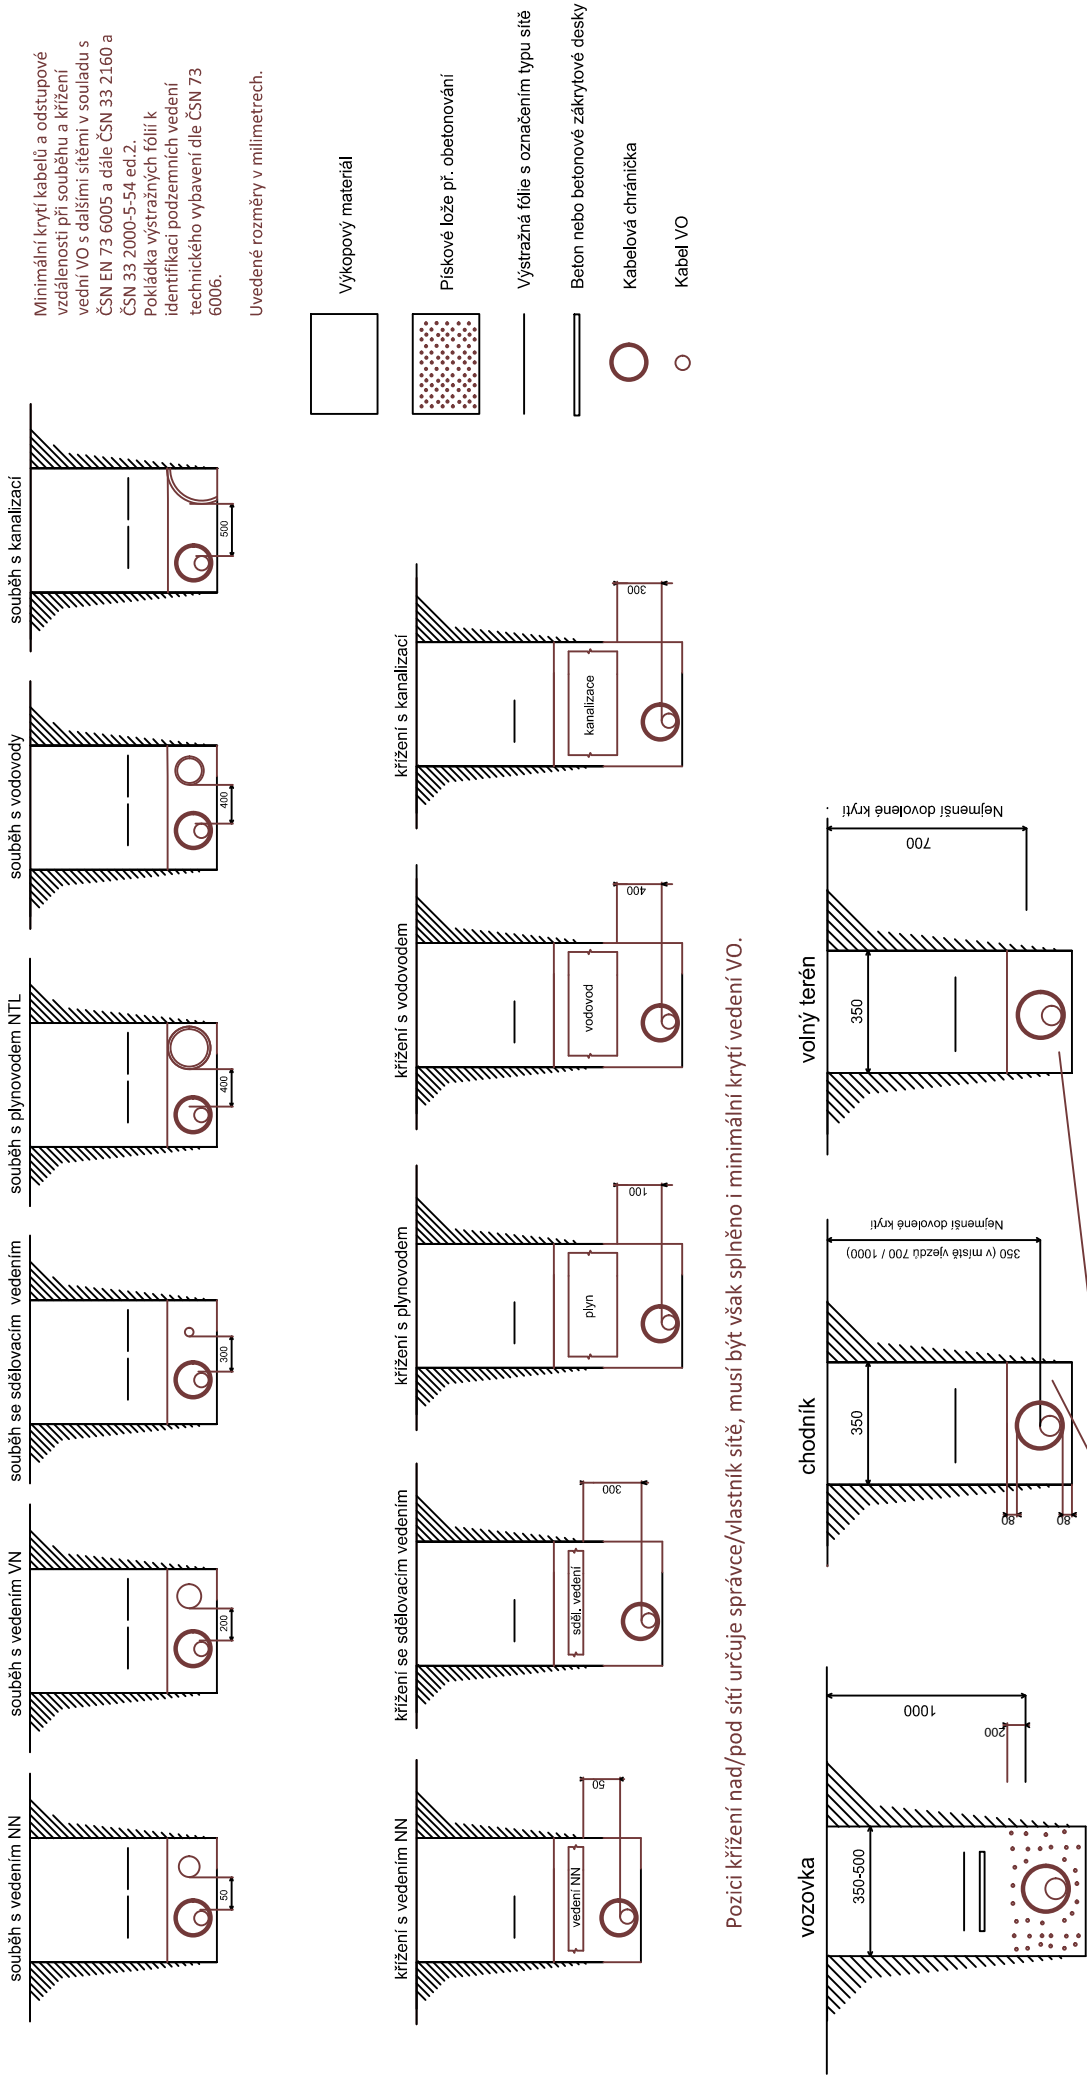 souběh s vedením NN
50
souběh s vedením VN
200
souběh se sdělovacím vedením
300
souběh s plynovodem NTL
400
souběh s vodovody
400
souběh s kanalizací
500
Minimální krytí kabelů a odstupové
vzdálenosti při souběhu a křížení
vední VO s dalšími sítěmi v souladu s
ČSN EN 73 6005 a dále ČSN 33 2160 a
ČSN 33 2000-5-54 ed.2.
Pokládka výstražných fólií k
identifikaci podzemních vedení
technického vybavení dle ČSN 73
6006.
Uvedené rozměry v milimetrech.
křížení s vedením NN
vedení NN
50
křížení se sdělovacím vedením
sděl. vedení
300
křížení s plynovodem
plyn
100
křížení s vodovodem
vodovod
400
křížení s kanalizací
kanalizace
300
Výkopový materiál
Pískové lože př. obetonování
Výstražná fólie s označením typu sítě
Beton nebo betonové zákrytové desky
Kabelová chránička
Kabel VO
Pozici křížení nad/pod sítí určuje správce/vlastník sítě, musí být však splněno i minimální krytí vedení VO.
vozovka
350-500
1000
200
chodník
350
80
80
350 (v místě vjezdů 700 / 1000)
Nejmenší dovolené krytí
volný terén
350
700
Nejmenší dovolené krytí